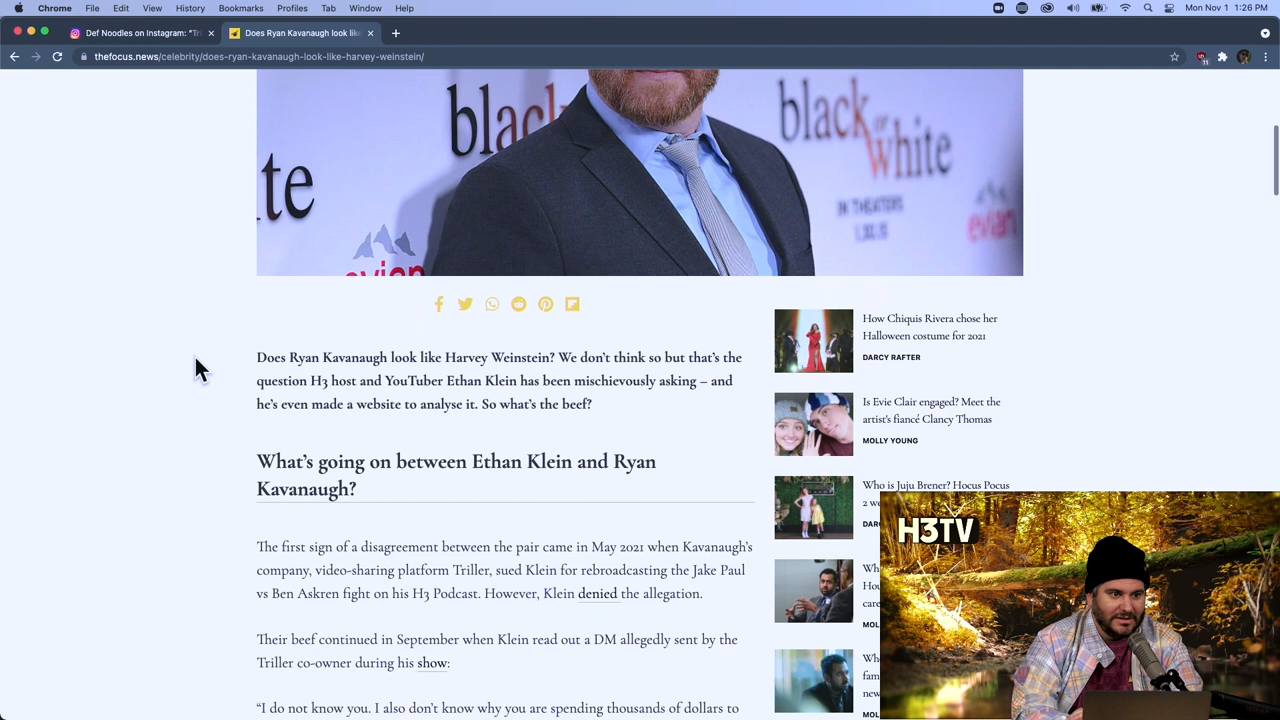 Chrome File Edit View History Bookmarks Profiles Tab Window Help
Mon Nov 1 1:26 PM
Def Noodles on Instagram: "Tri
Does Ryan Kavanaugh look like
thefocus.news/celebrity/does-ryan-kavanaugh-look-like-harvey-weinstein/
11
black
black or white
te
IN THEATERS
evian
evian
Does Ryan Kavanaugh look like Harvey Weinstein? We don't think so but that's the
question H3 host and YouTuber Ethan Klein has been mischievously asking – and
he's even made a website to analyse it. So what's the beef?
What's going on between Ethan Klein and Ryan
Kavanaugh?
The first sign of a disagreement between the pair came in May 2021 when Kavanaugh's
company, video-sharing platform Triller, sued Klein for rebroadcasting the Jake Paul
vs Ben Askren fight on his H3 Podcast. However, Klein denied the allegation.
Their beef continued in September when Klein read out a DM allegedly sent by the
Triller co-owner during his show:
"I do not know you. I also don't know why you are spending thousands of dollars to
How Chiquis Rivera chose her
Halloween costume for 2021
DARCY RAFTER
Is Evie Clair engaged? Meet the
artist's fiancé Clancy Thomas
MOLLY YOUNG
Who is Juju Brener? Hocus Pocus
2 we
DARC
Wh
Hou
care
MOL
Who
fam
new
MOL
H3TV